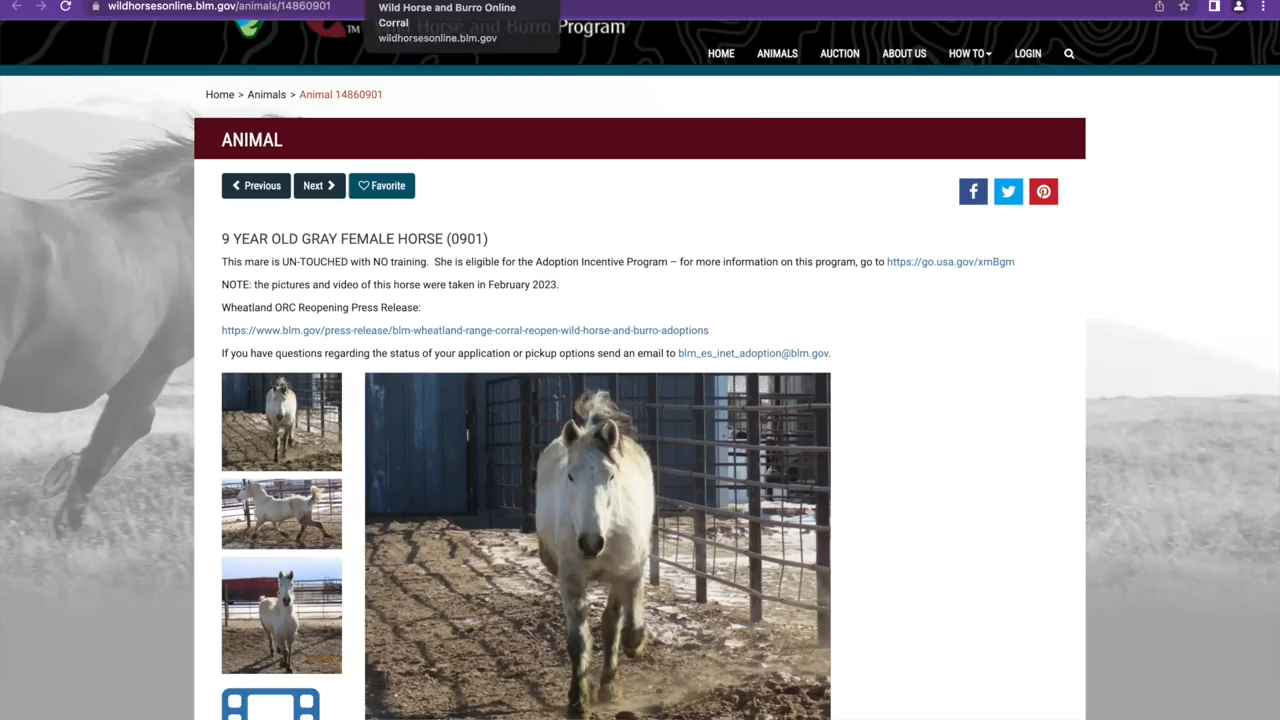 wildhorsesonline.blm.gov/animals/14860901
Wild Horse and Burro Online
Corral
wildhorsesonline.blm.gov
TM Wild Horse and Burro Program
HOME ANIMALS AUCTION ABOUT US HOW TO LOGIN
Home > Animals > Animal 14860901
ANIMAL
Previous Next Favorite
9 YEAR OLD GRAY FEMALE HORSE (0901)
This mare is UN-TOUCHED with NO training. She is eligible for the Adoption Incentive Program – for more information on this program, go to https://go.usa.gov/xmBgm
NOTE: the pictures and video of this horse were taken in February 2023.
Wheatland ORC Reopening Press Release:
https://www.blm.gov/press-release/blm-wheatland-range-corral-reopen-wild-horse-and-burro-adoptions
If you have questions regarding the status of your application or pickup options send an email to blm_es_inet_adoption@blm.gov.